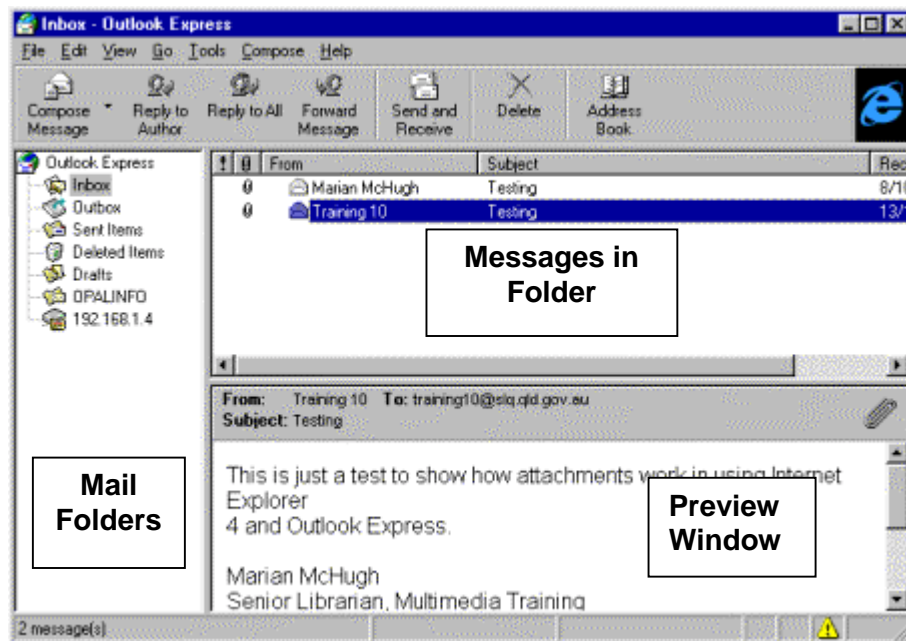 Inbox - Outlook Express
File Edit View Go Tools Compose Help
Compose Message
Reply to Author
Reply to All
Forward Message
Send and Receive
Delete
Address Book
Outlook Express
Inbox
Outbox
Sent Items
Deleted Items
Drafts
OPALINFO
192.168.1.4
! From Subject Rec
Marian McHugh Testing 8/1
Training 10 Testing 13/
Messages in
Folder
From: Training 10 To: training10@slq.qld.gov.au
Subject: Testing
This is just a test to show how attachments work in using Internet
Explorer
4 and Outlook Express.
Marian McHugh
Senior Librarian, Multimedia Training
Mail
Folders
Preview
Window
2 message(s)